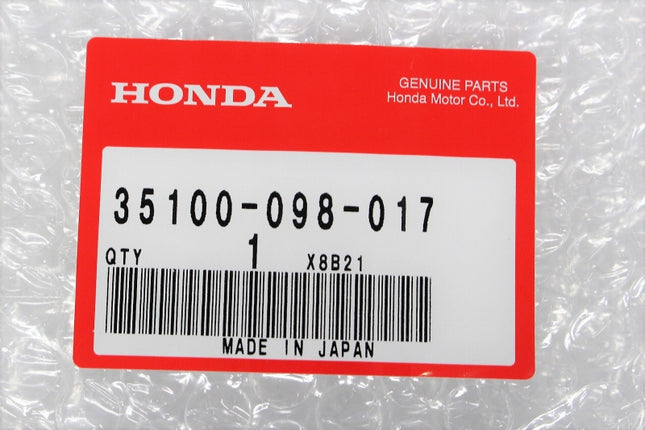 HONDA
GENUINE PARTS
Honda Motor Co., Ltd.
35100-098-017
QTY 1 X8B21
MADE IN JAPAN